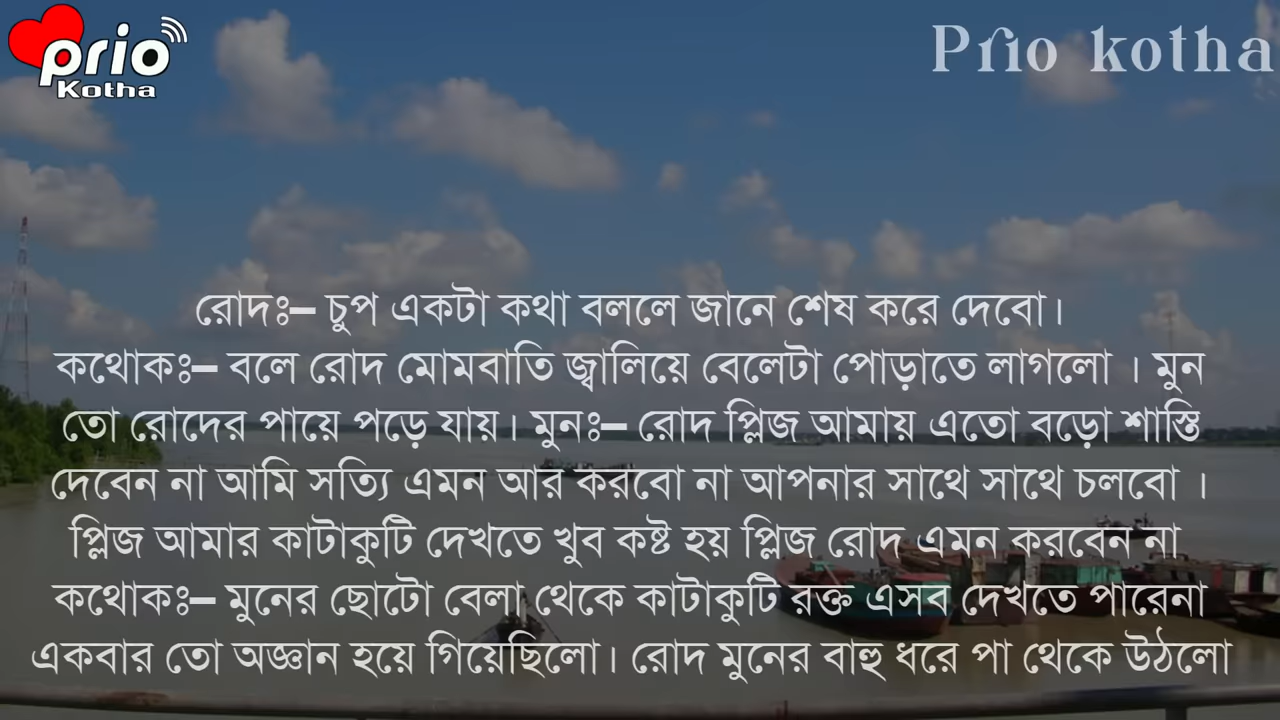 prio
Kotha
Prio kotha
রোদঃ– চুপ একটা কথা বললে জানে শেষ করে দেবো।
কথোকঃ– বলে রোদ মোমবাতি জ্বালিয়ে বেলেটা পোড়াতে লাগলো । মুন
তো রোদের পায়ে পড়ে যায়। মুনঃ– রোদ প্লিজ আমায় এতো বড়ো শাস্তি
দেবেন না আমি সত্যি এমন আর করবো না আপনার সাথে সাথে চলবো ।
প্লিজ আমার কাটাকুটি দেখতে খুব কষ্ট হয় প্লিজ রোদ এমন করবেন না
কথোকঃ– মুনের ছোটো বেলা থেকে কাটাকুটি রক্ত এসব দেখতে পারেনা
একবার তো অজ্ঞান হয়ে গিয়েছিলো। রোদ মুনের বাহু ধরে পা থেকে উঠলো